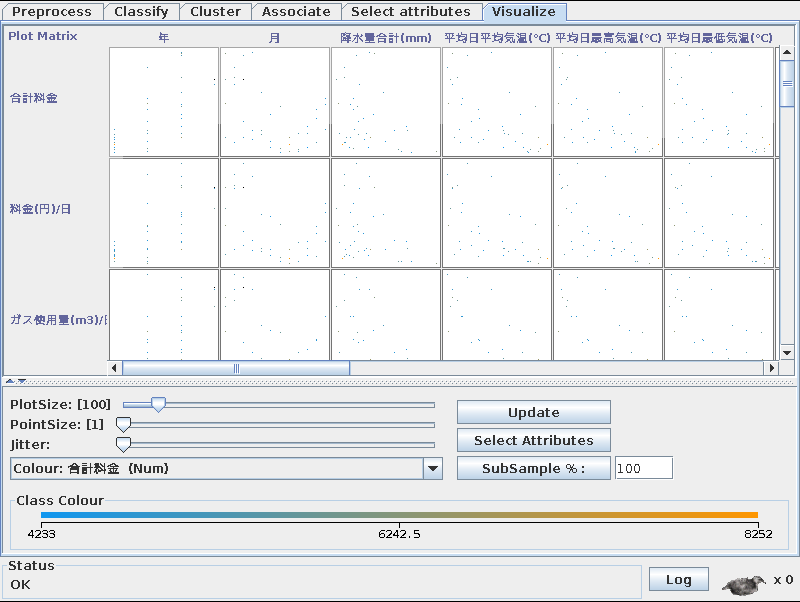 Preprocess Classify Cluster Associate Select attributes Visualize
Plot Matrix 年 月 降水量合計(mm) 平均日平均気温(℃) 平均日最高気温(℃) 平均日最低気温(℃)
合計料金
料金(円)/日
ガス使用量(m3)/
PlotSize: [100]
PointSize: [1]
Jitter:
Colour: 合計料金 (Num)
Update
Select Attributes
SubSample % : 100
Class Colour
4233 6242.5 8252
Status
OK
Log x 0